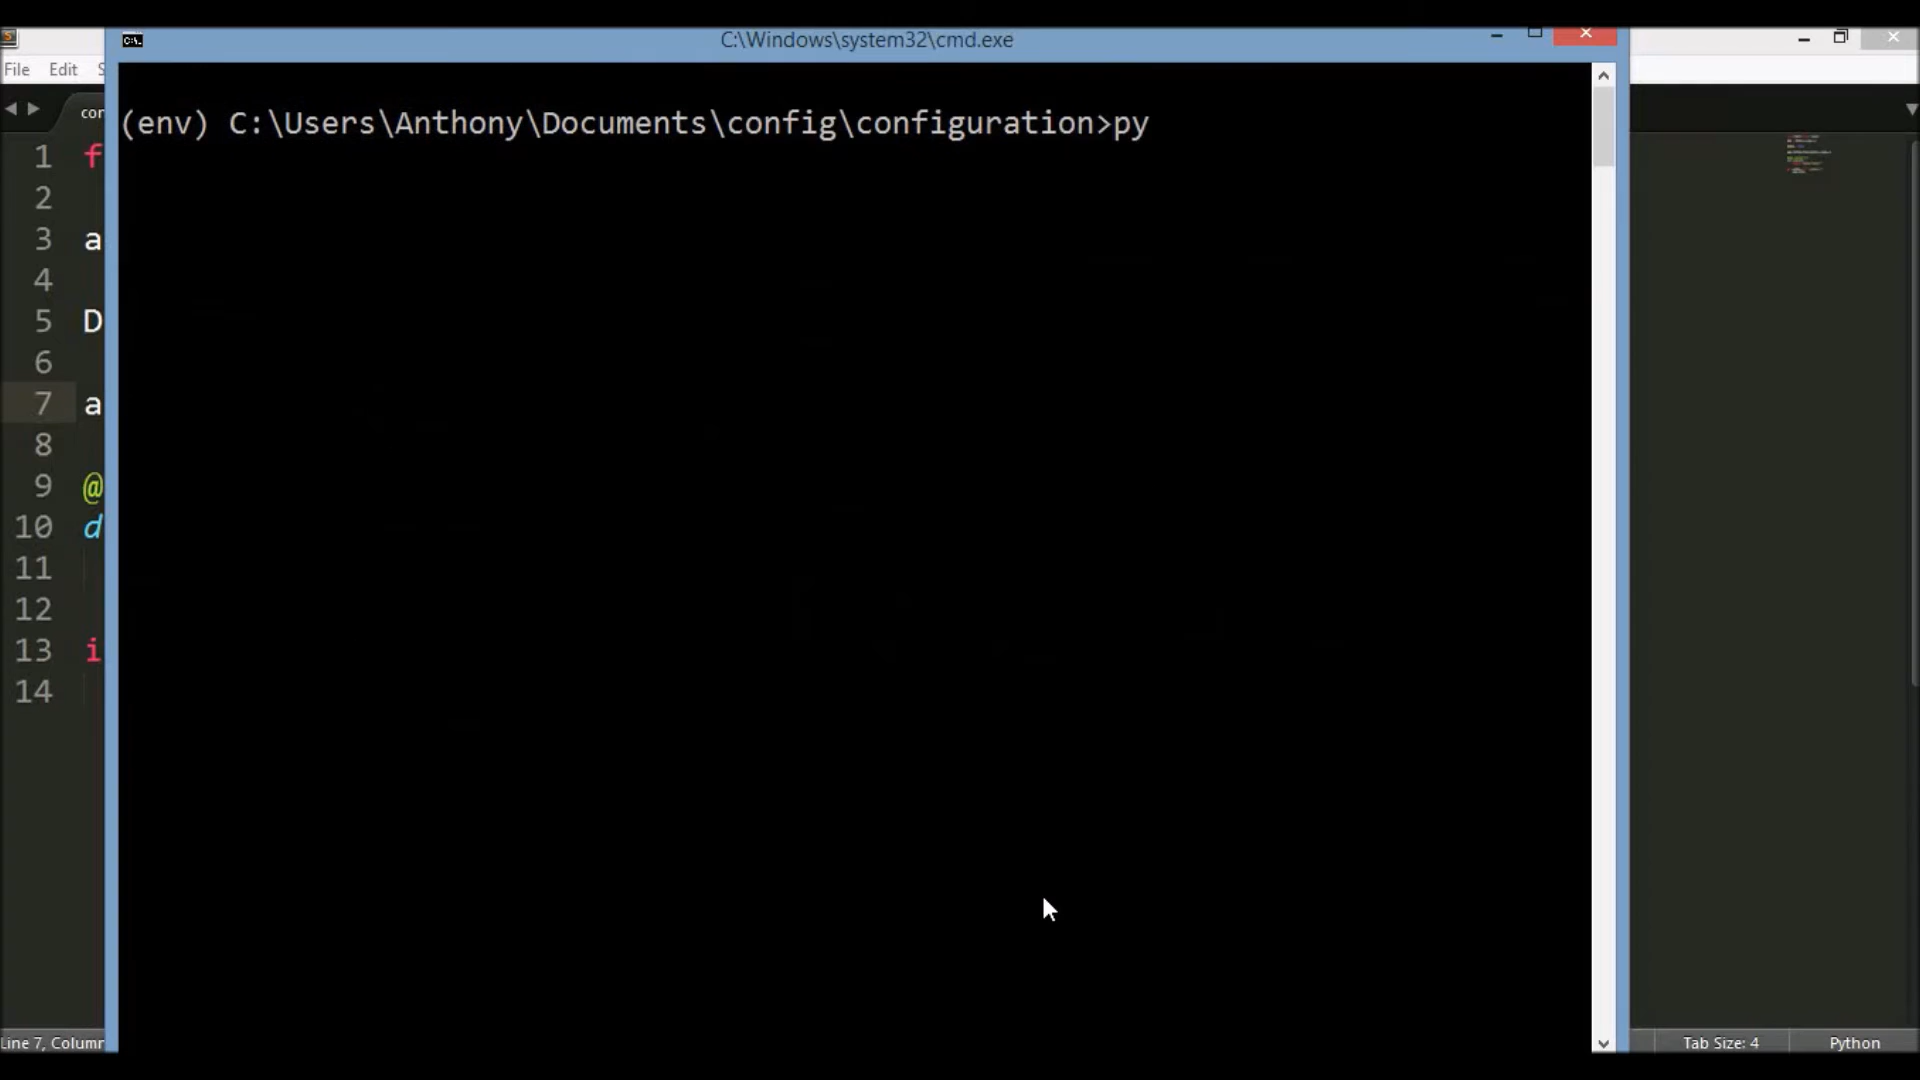 C:\Windows\system32\cmd.exe
File Edit S
con
(env) C:\Users\Anthony\Documents\config\configuration>py
1 f
2
3 a
4
5 D
6
7 a
8
9 @
10 d
11
12
13 i
14
Line 7, Column
Tab Size: 4
Python